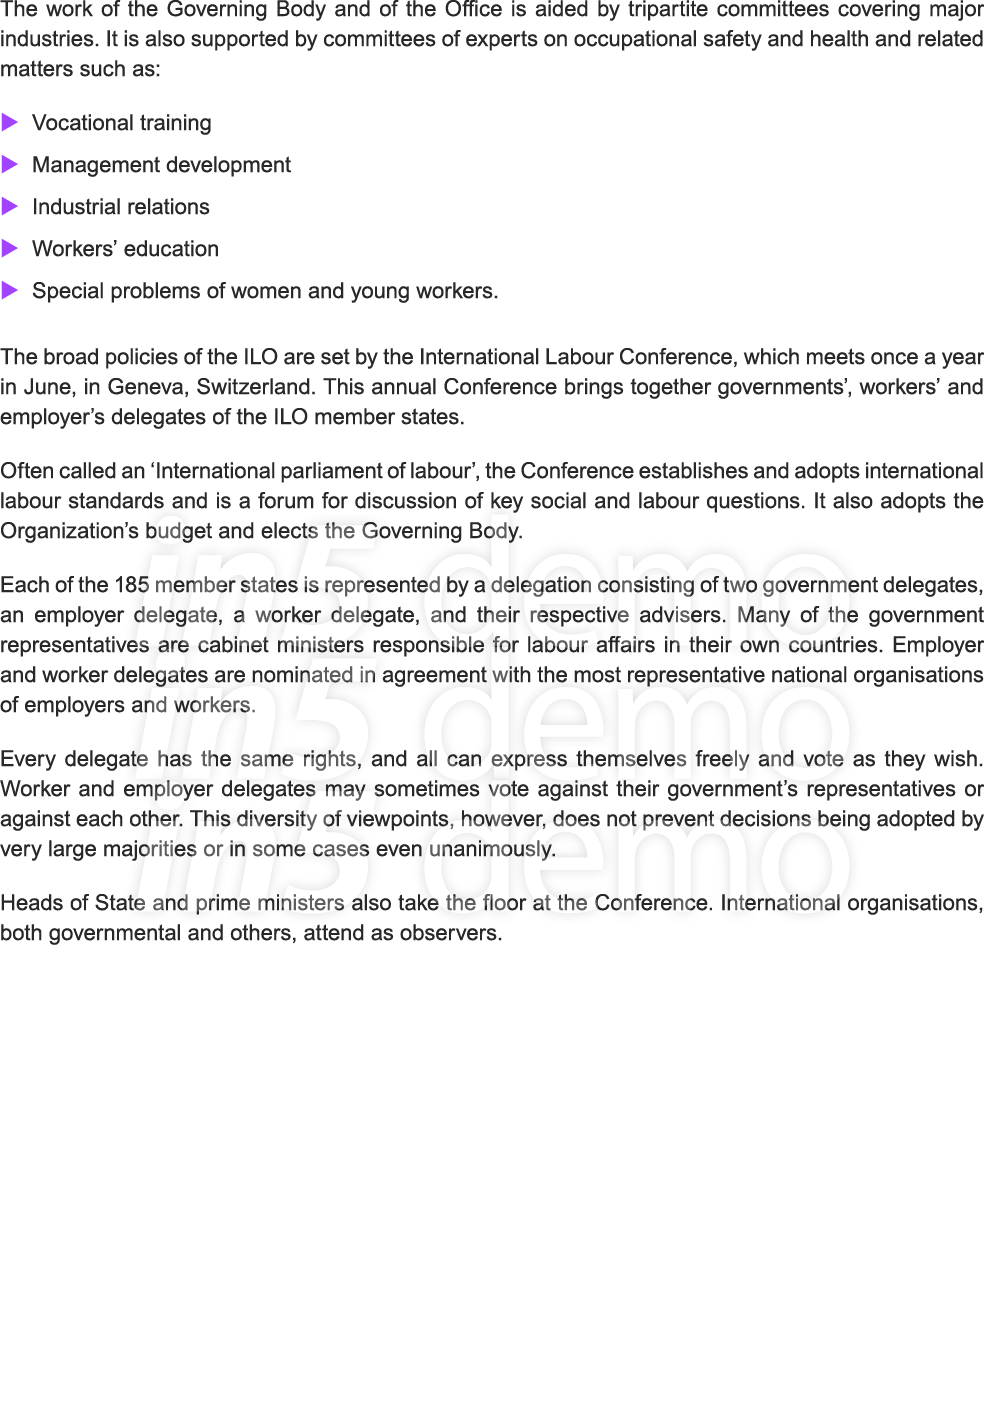 The work of the Governing Body and of the Office is aided by tripartite committees covering major
industries. It is also supported by committees of experts on occupational safety and health and related
matters such as:
Vocational training
Management development
Industrial relations
Workers’ education
Special problems of women and young workers.
The broad policies of the ILO are set by the International Labour Conference, which meets once a year
in June, in Geneva, Switzerland. This annual Conference brings together governments’, workers’ and
employer’s delegates of the ILO member states.
Often called an ‘International parliament of labour’, the Conference establishes and adopts international
labour standards and is a forum for discussion of key social and labour questions. It also adopts the
Organization’s budget and elects the Governing Body.
Each of the 185 member states is represented by a delegation consisting of two government delegates,
an employer delegate, a worker delegate, and their respective advisers. Many of the government
representatives are cabinet ministers responsible for labour affairs in their own countries. Employer
and worker delegates are nominated in agreement with the most representative national organisations
of employers and workers.
Every delegate has the same rights, and all can express themselves freely and vote as they wish.
Worker and employer delegates may sometimes vote against their government’s representatives or
against each other. This diversity of viewpoints, however, does not prevent decisions being adopted by
very large majorities or in some cases even unanimously.
Heads of State and prime ministers also take the floor at the Conference. International organisations,
both governmental and others, attend as observers.
in5 demo
in5 demo
in5 demo